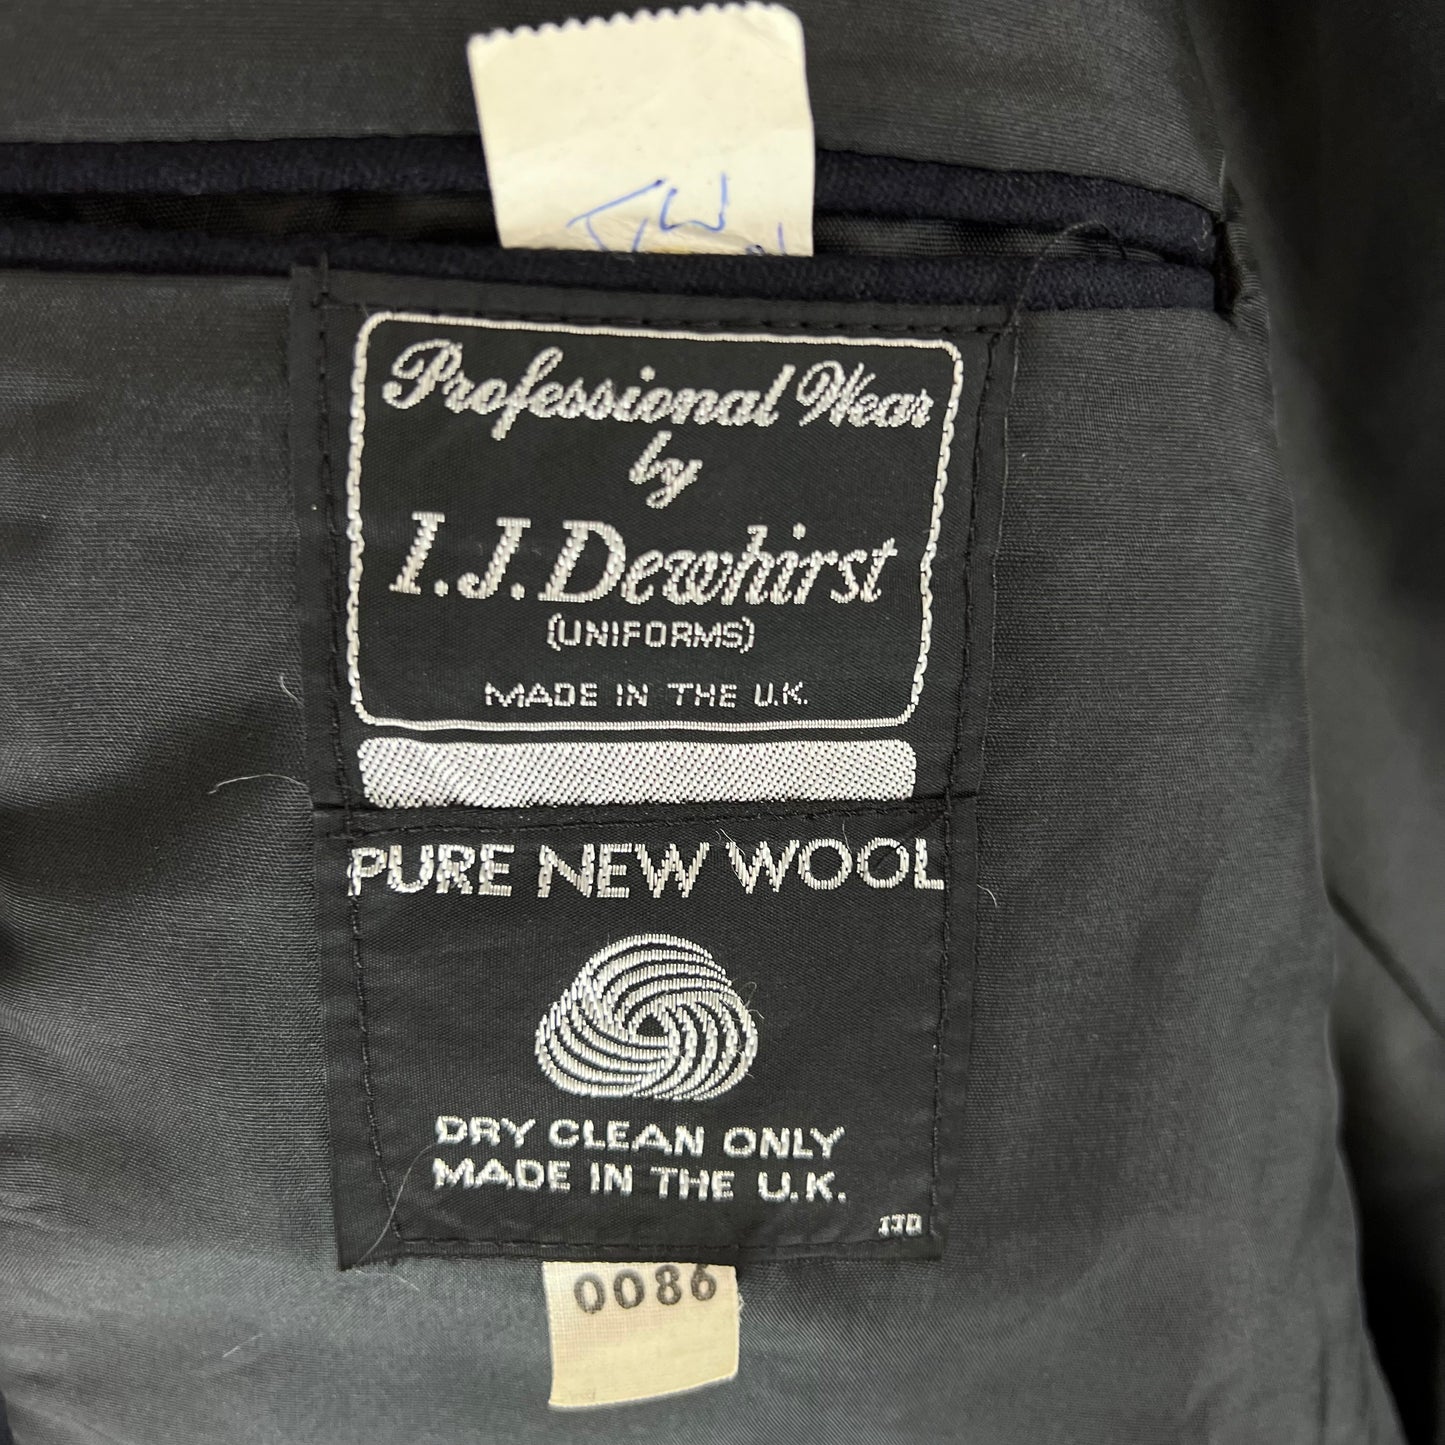 Professional Wear
by
I.J. Dewhirst
(UNIFORMS)
MADE IN THE U.K.
PURE NEW WOOL
DRY CLEAN ONLY
MADE IN THE U.K.
0086